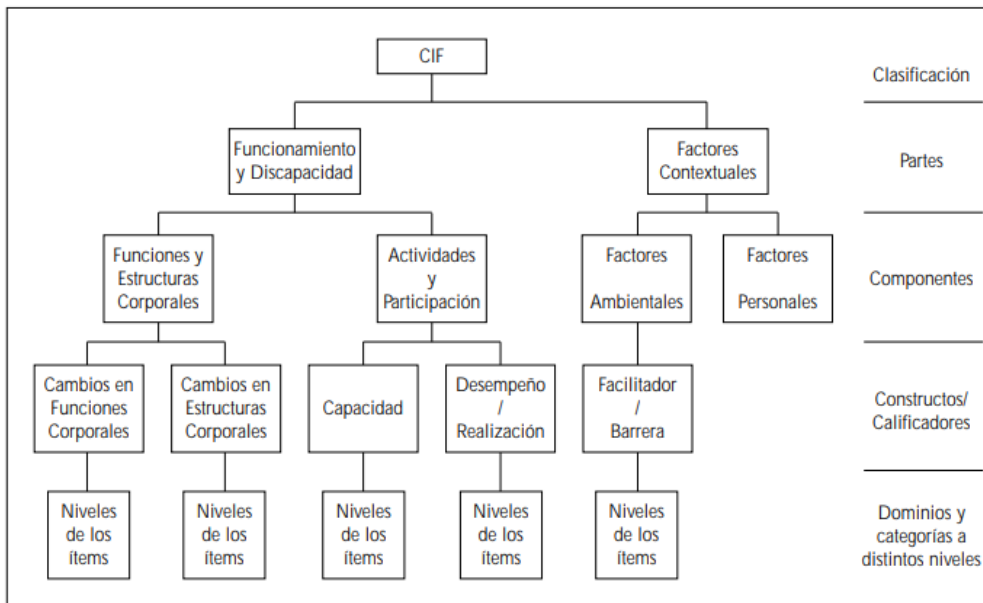 CIF
Clasificación
Funcionamiento
y Discapacidad
Factores
Contextuales
Partes
Funciones y
Estructuras
Corporales
Actividades
y
Participación
Factores
Ambientales
Factores
Personales
Componentes
Cambios en
Funciones
Corporales
Cambios en
Estructuras
Corporales
Capacidad
Desempeño
/
Realización
Facilitador
/
Barrera
Constructos/
Calificadores
Niveles
de los
ítems
Niveles
de los
ítems
Niveles
de los
ítems
Niveles
de los
ítems
Niveles
de los
ítems
Dominios y
categorías a
distintos niveles